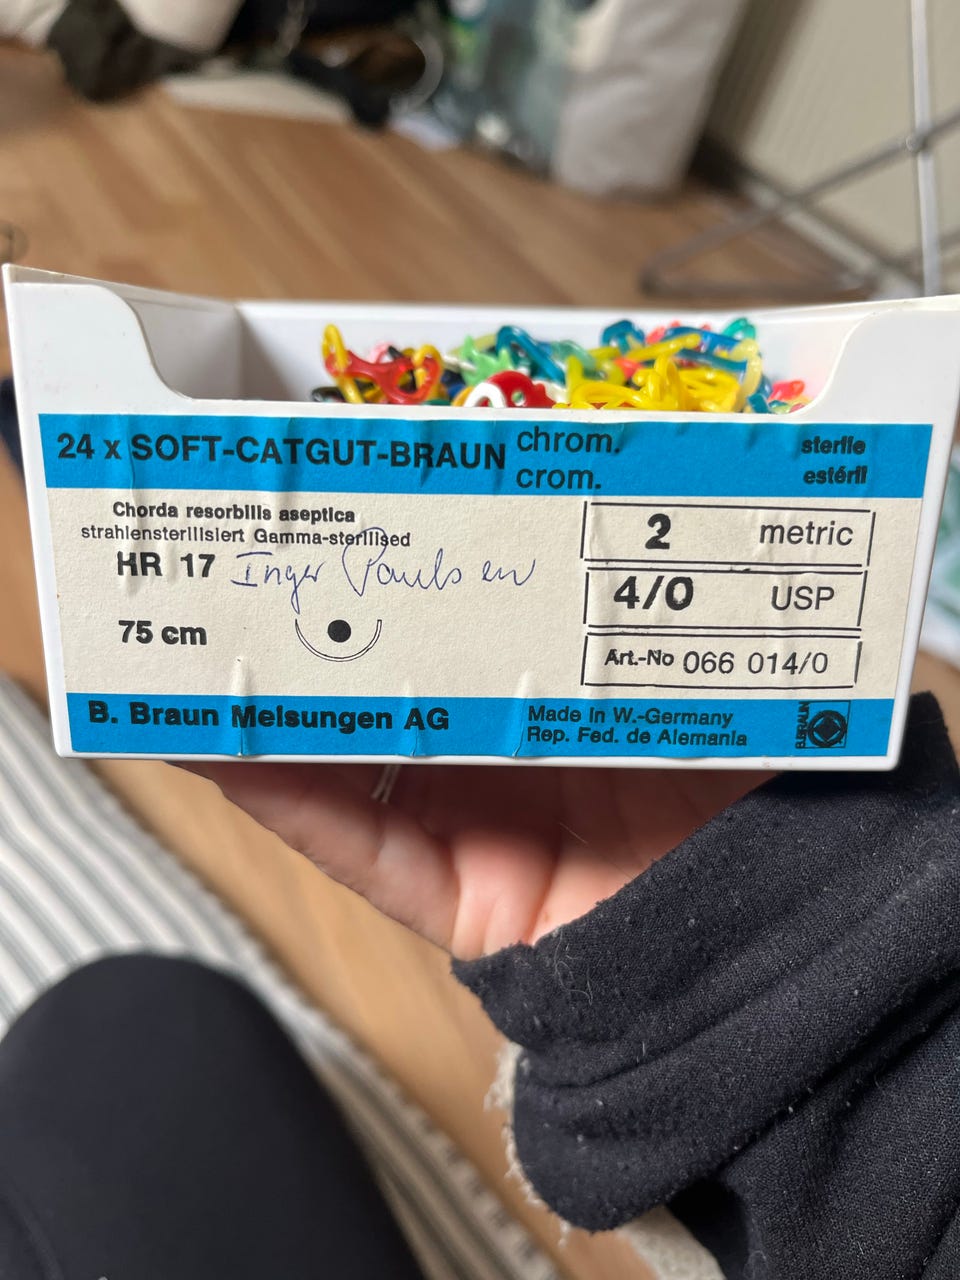 24 x SOFT-CATGUT-BRAUN chrom. crom.
sterile
estéril
Chorda resorbilis aseptica
strahlensterilisiert Gamma-sterilised
HR 17 Inger Paulsen
75 cm
2 metric
4/0 USP
Art.-No 066 014/0
B. Braun Melsungen AG
Made in W.-Germany
Rep. Fed. de Alemania
B.BRAUN